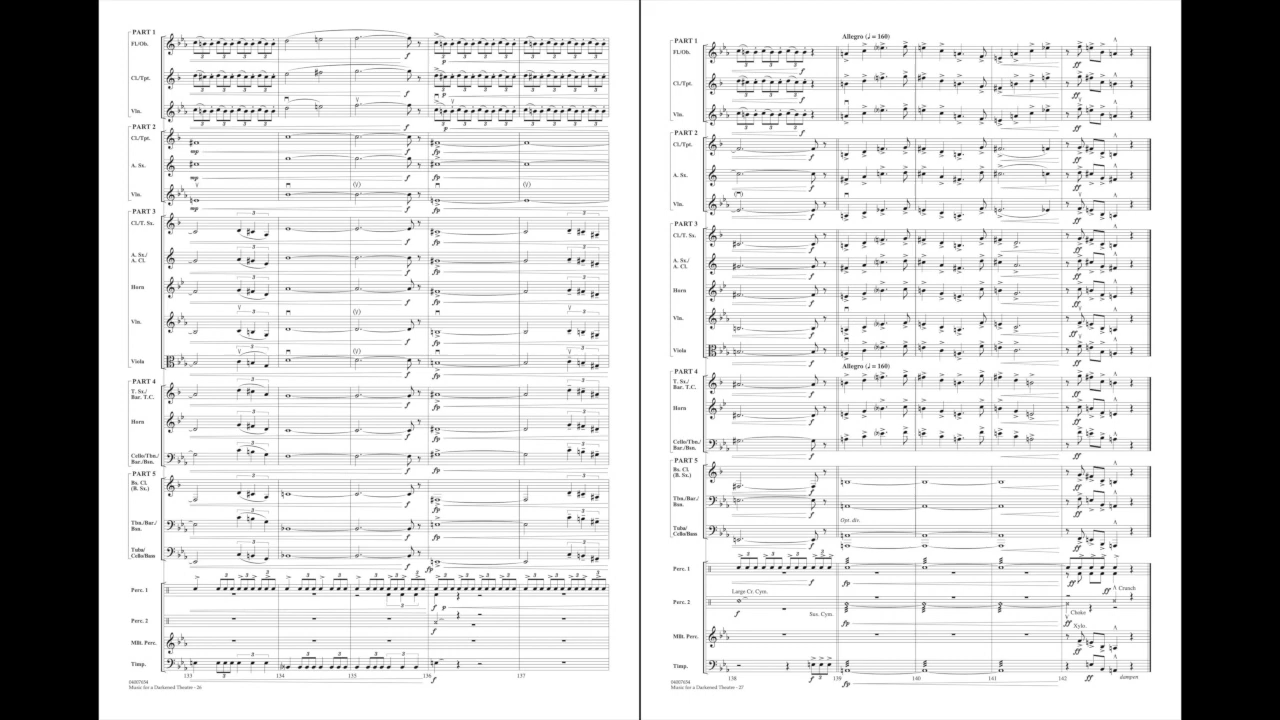 PART 1
Fl./Ob.
Cl./Tpt.
Vln.
PART 2
Cl./Tpt.
A. Sx.
Vln.
PART 3
Cl./T. Sx.
A. Sx./
A. Cl.
Horn
Vln.
Viola
PART 4
T. Sx./
Bar. T.C.
Horn
Cello/Tbn./
Bar./Bsn.
PART 5
Bs. Cl.
(B. Sx.)
Tbn./Bar./
Bsn.
Tuba/
Cello/Bass
Perc. 1
Perc. 2
Mlt. Perc.
Timp.
133 134 135 136 137
04007034
Music for a Darkened Theatre - 26
Allegro (♩ = 160)
PART 1
Fl./Ob.
Cl./Tpt.
Vln.
PART 2
Cl./Tpt.
A. Sx.
Vln.
PART 3
Cl./T. Sx.
A. Sx./
A. Cl.
Horn
Vln.
Viola
Allegro (♩ = 160)
PART 4
T. Sx./
Bar. T.C.
Horn
Cello/Tbn./
Bar./Bsn.
PART 5
Bs. Cl.
(B. Sx.)
Tbn./Bar./
Bsn.
Opt. div.
Tuba/
Cello/Bass
Perc. 1
Crunch
Large Cr. Cym.
Perc. 2
Sus. Cym.
Choke
Xylo.
Mlt. Perc.
Timp.
138 139 140 141 142
dampen
04007034
Music for a Darkened Theatre - 27